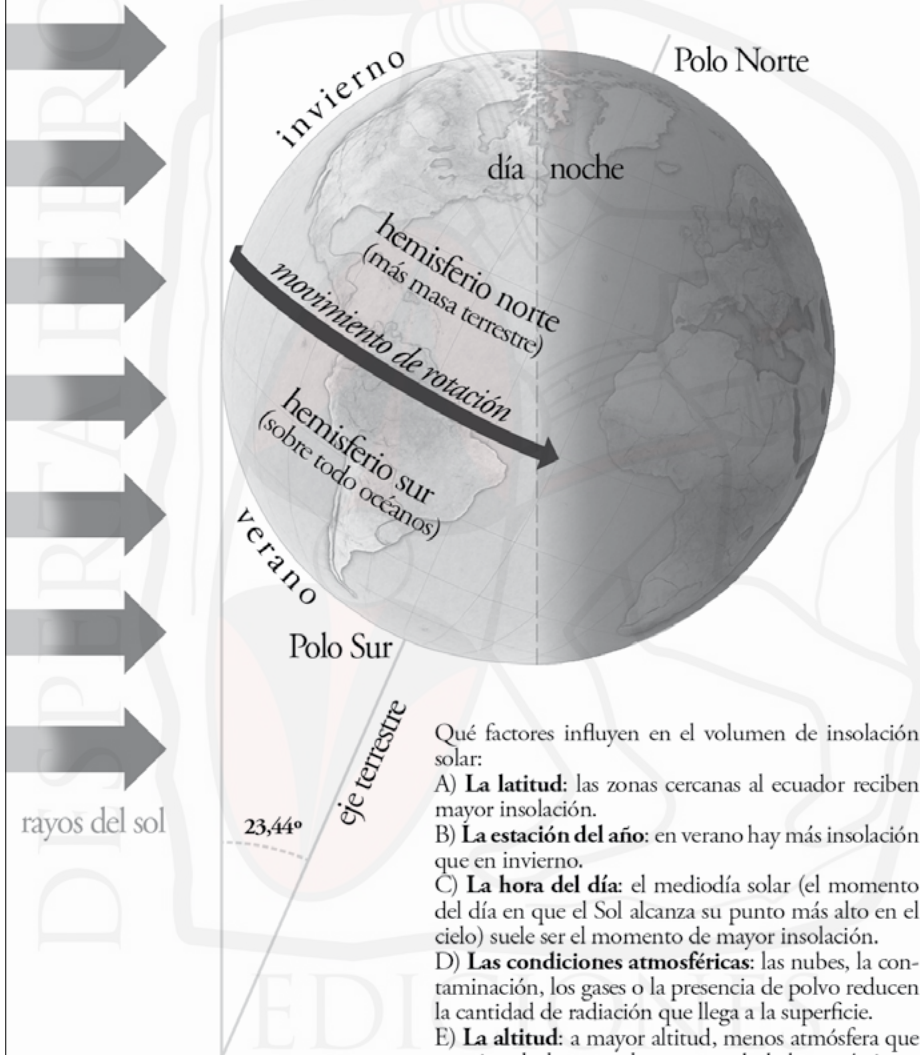 invierno
Polo Norte
día noche
hemisferio norte
(más masa terrestre)
movimiento de rotación
hemisferio sur
(sobre todo océanos)
verano
Polo Sur
eje terrestre
23,44º
rayos del sol
Qué factores influyen en el volumen de insolación
solar:
A) La latitud: las zonas cercanas al ecuador reciben
mayor insolación.
B) La estación del año: en verano hay más insolación
que en invierno.
C) La hora del día: el mediodía solar (el momento
del día en que el Sol alcanza su punto más alto en el
cielo) suele ser el momento de mayor insolación.
D) Las condiciones atmosféricas: las nubes, la con-
taminación, los gases o la presencia de polvo reducen
la cantidad de radiación que llega a la superficie.
E) La altitud: a mayor altitud, menos atmósfera que
DESPERTA FERRO
EDICIONES